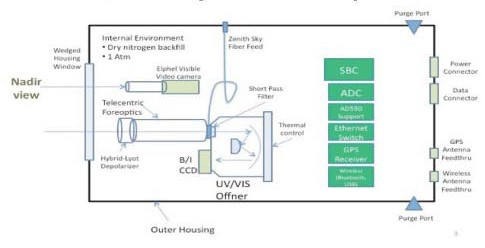 Purge Port
Internal Environment
• Dry nitrogen backfill
• 1 Atm
Zenith Sky
Fiber Feed
Wedged
Housing
Window
Elphel Visible
Video camera
Short Pass
Filter
SBC
Power
Connector
Nadir
view
ADC
Data
Connector
Telecentric
Foreoptics
Thermal
control
AD590
Support
Ethernet
Switch
GPS
Receiver
GPS
Antenna
Feedthru
Hybrid-Lyot
Depolarizer
B/I
CCD
UV/VIS
Offner
Wireless
(Bluetooth,
Wireless
Antenna
Feedthru
Outer Housing
Purge Port